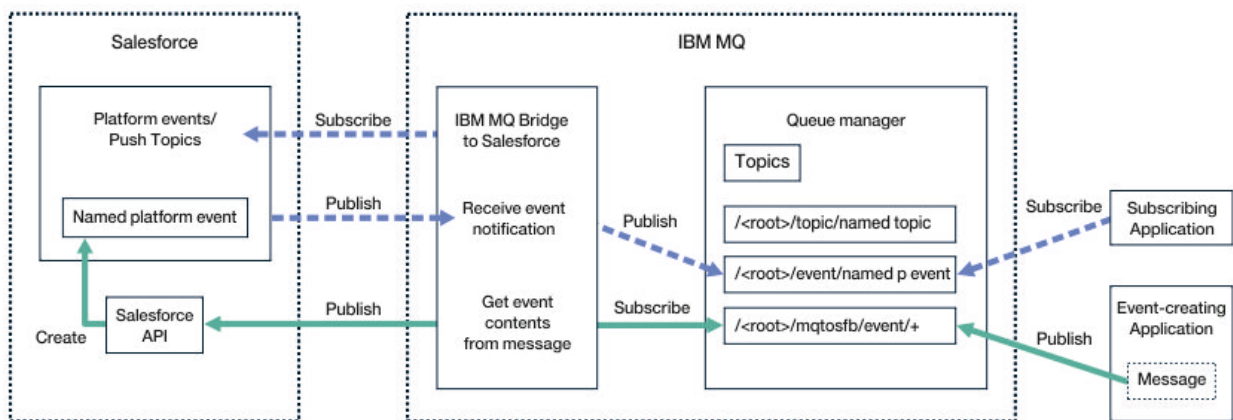 Salesforce
IBM MQ
Platform events/
Push Topics
Subscribe
IBM MQ Bridge
to Salesforce
Queue manager
Topics
Named platform event
Publish
Receive event
notification
Publish
/<root>/topic/named topic
Subscribe
Subscribing
Application
/<root>/event/named p event
Create
Salesforce
API
Publish
Get event
contents
from message
Subscribe
/<root>/mqtosfb/event/+
Publish
Event-creating
Application
Message